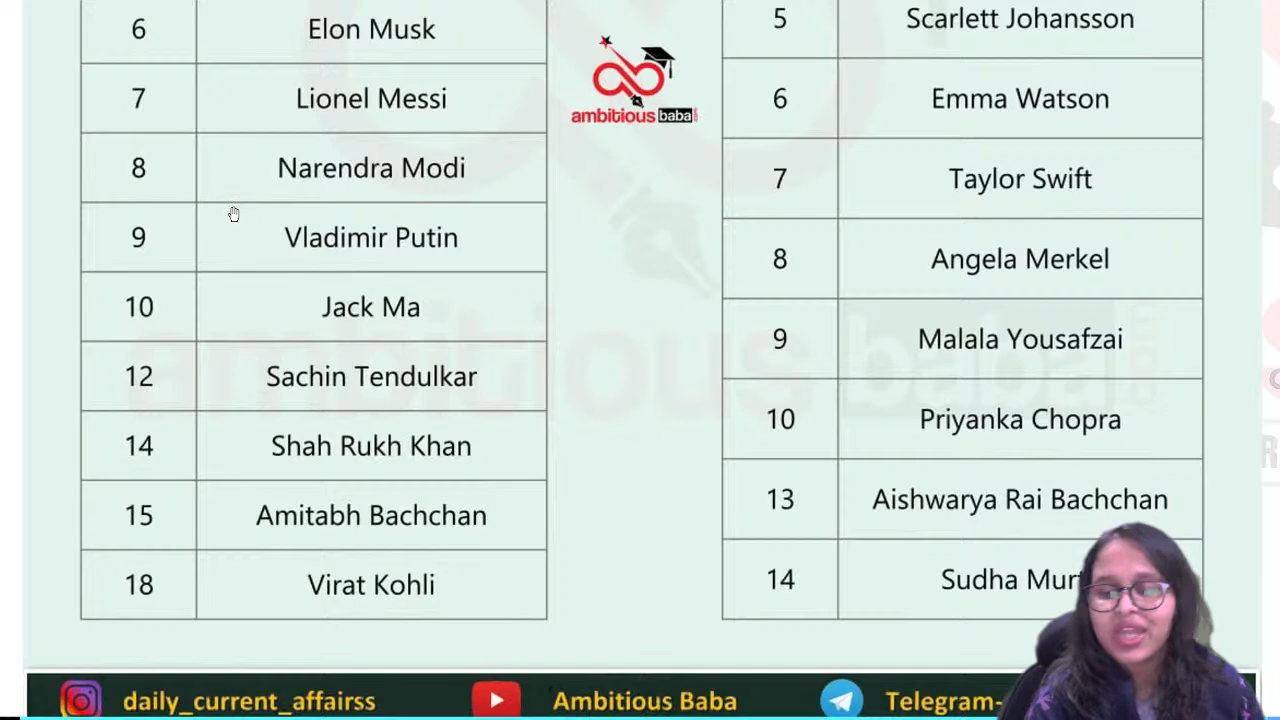 6 Elon Musk
7 Lionel Messi
8 Narendra Modi
9 Vladimir Putin
10 Jack Ma
12 Sachin Tendulkar
14 Shah Rukh Khan
15 Amitabh Bachchan
18 Virat Kohli
ambitious baba
5 Scarlett Johansson
6 Emma Watson
7 Taylor Swift
8 Angela Merkel
9 Malala Yousafzai
10 Priyanka Chopra
13 Aishwarya Rai Bachchan
14 Sudha
ambitious baba
daily_current_affairss
Ambitious Baba
Telegram-